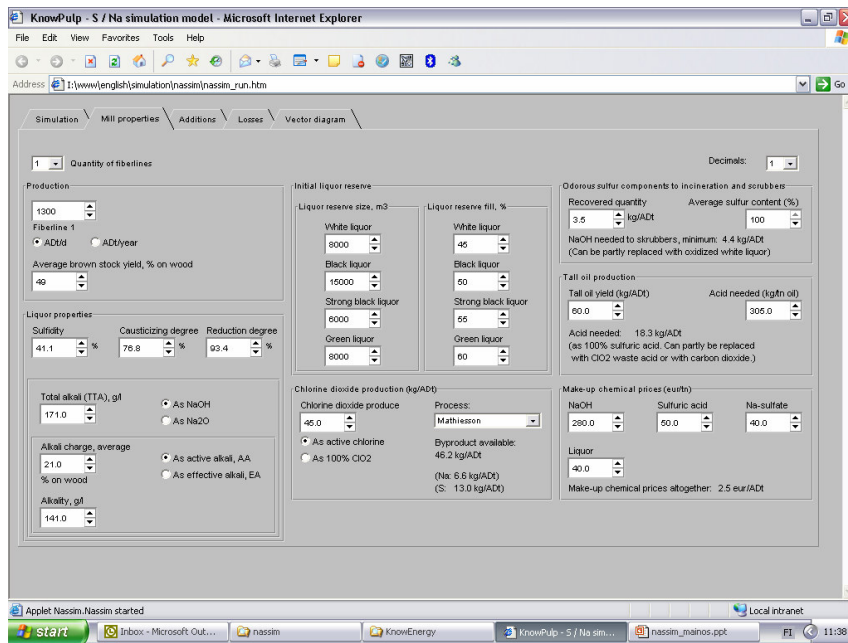 KnowPulp - S / Na simulation model - Microsoft Internet Explorer
File Edit View Favorites Tools Help
Address I:\www\english\simulation\nassim\nassim_run.htm Go
Simulation Mill properties Additions Losses Vector diagram
1 Quantity of fiberlines
Decimals: 1
Production
1300
Fiberline 1
ADt/d ADt/year
Average brown stock yield, % on wood
49
Liquor properties
Sulfidity Causticizing degree Reduction degree
41.1 % 76.8 % 93.4 %
Total alkali (TTA), g/l
171.0
As NaOH
As Na2O
Alkali charge, average
21.0
% on wood
As active alkali, AA
As effective alkali, EA
Alkality, g/l
141.0
Initial liquor reserve
Liquor reserve size, m3
White liquor
8000
Black liquor
15000
Strong black liquor
6000
Green liquor
8000
Liquor reserve fill, %
White liquor
45
Black liquor
50
Strong black liquor
55
Green liquor
60
Chlorine dioxide production (kg/ADt)
Chlorine dioxide produce
45.0
As active chlorine
As 100% ClO2
Process:
Mathiesson
Byproduct available:
46.2 kg/ADt
(Na: 6.6 kg/ADt)
(S: 13.0 kg/ADt)
Odorous sulfur components to incineration and scrubbers
Recovered quantity Average sulfur content (%)
3.5 kg/ADt 100
NaOH needed to skrubbers, minimum: 4.4 kg/ADt
(Can be partly replaced with oxidized white liquor)
Tall oil production
Tall oil yield (kg/ADt) Acid needed (kg/tn oil)
60.0 305.0
Acid needed: 18.3 kg/ADt
(as 100% sulfuric acid. Can partly be replaced
with ClO2 waste acid or with carbon dioxide.)
Make-up chemical prices (eur/tn)
NaOH Sulfuric acid Na-sulfate
280.0 50.0 40.0
Liquor
40.0
Make-up chemical prices altogether: 2.5 eur/ADt
Applet Nassim.Nassim started Local intranet
start Inbox - Microsoft Out... nassim KnowEnergy KnowPulp - S / Na sim... nassim_mainos.ppt FI 11:38